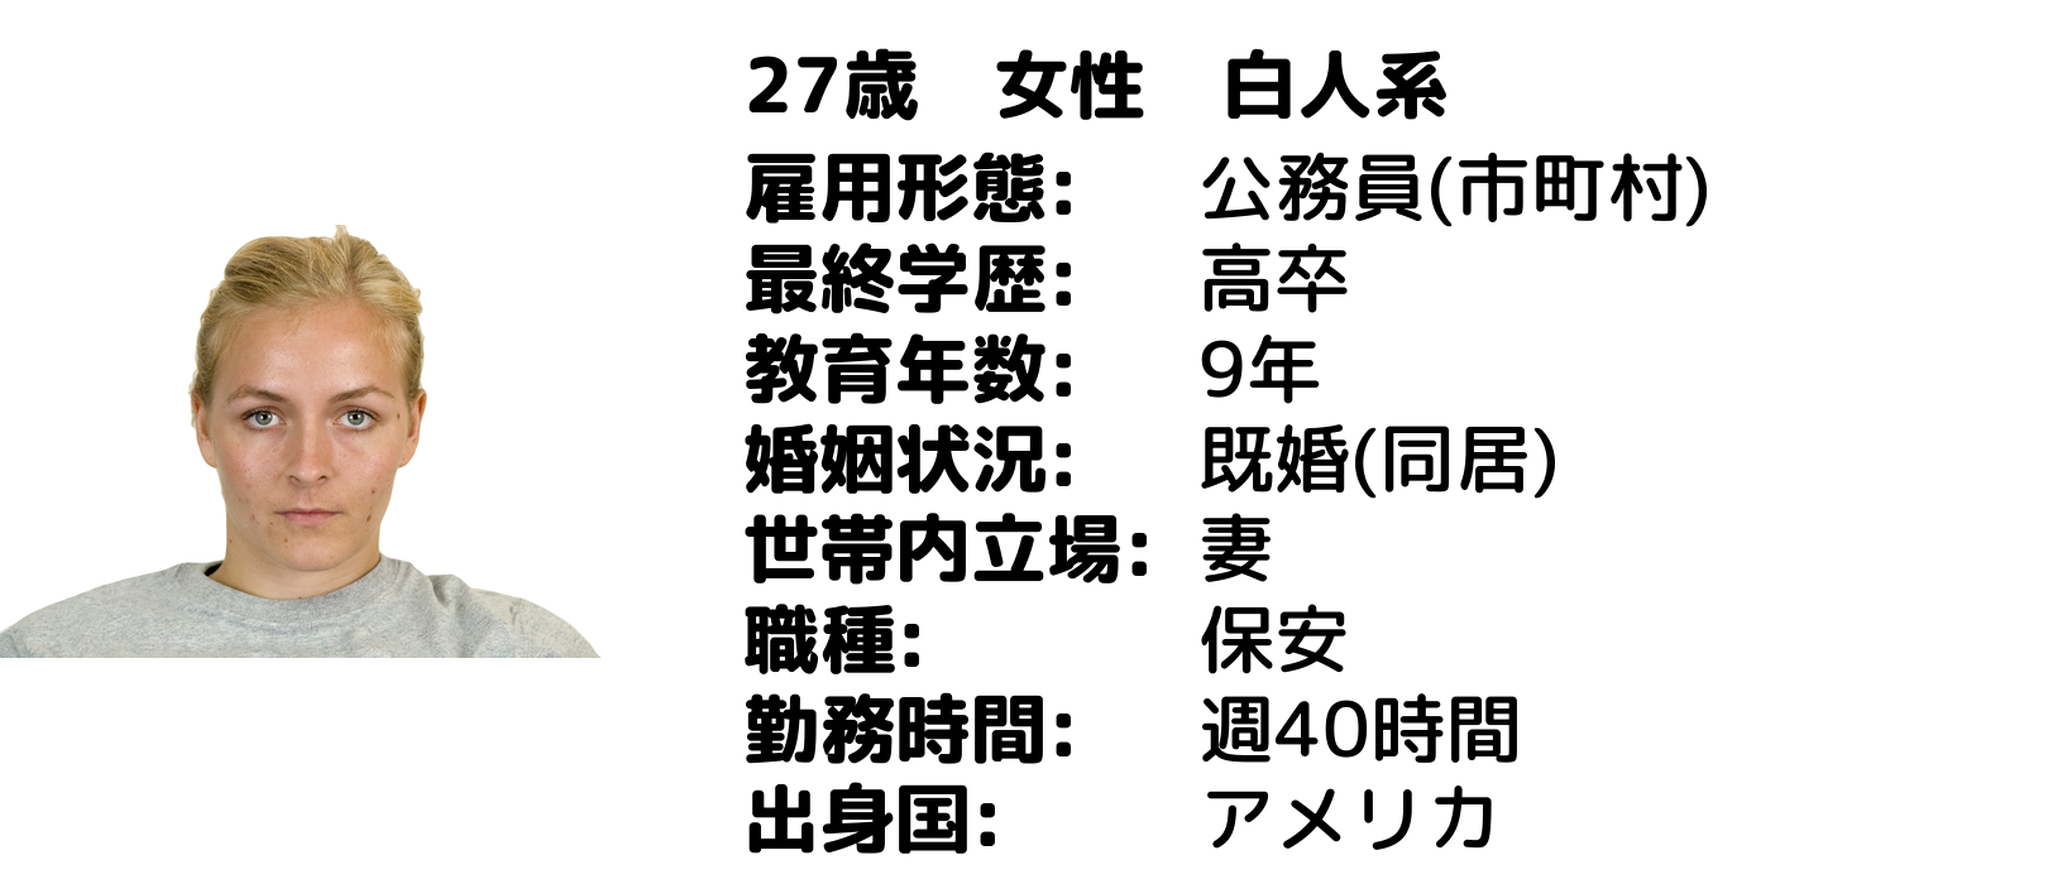 27歳　女性　白人系
雇用形態: 公務員(市町村)
最終学歴: 高卒
教育年数: 9年
婚姻状況: 既婚(同居)
世帯内立場: 妻
職種: 保安
勤務時間: 週40時間
出身国: アメリカ